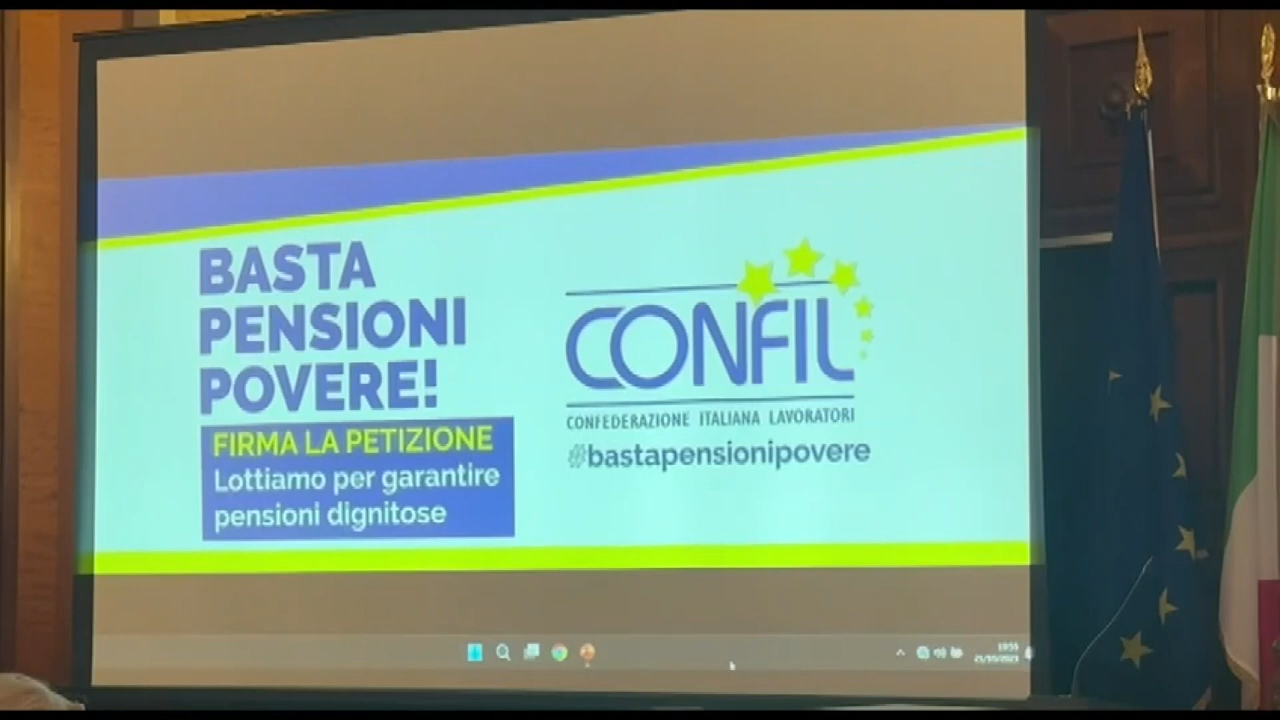 BASTA
PENSIONI
POVERE!
FIRMA LA PETIZIONE
Lottiamo per garantire
pensioni dignitose
CONFIL
CONFEDERAZIONE ITALIANA LAVORATORI
#bastapensionipovere